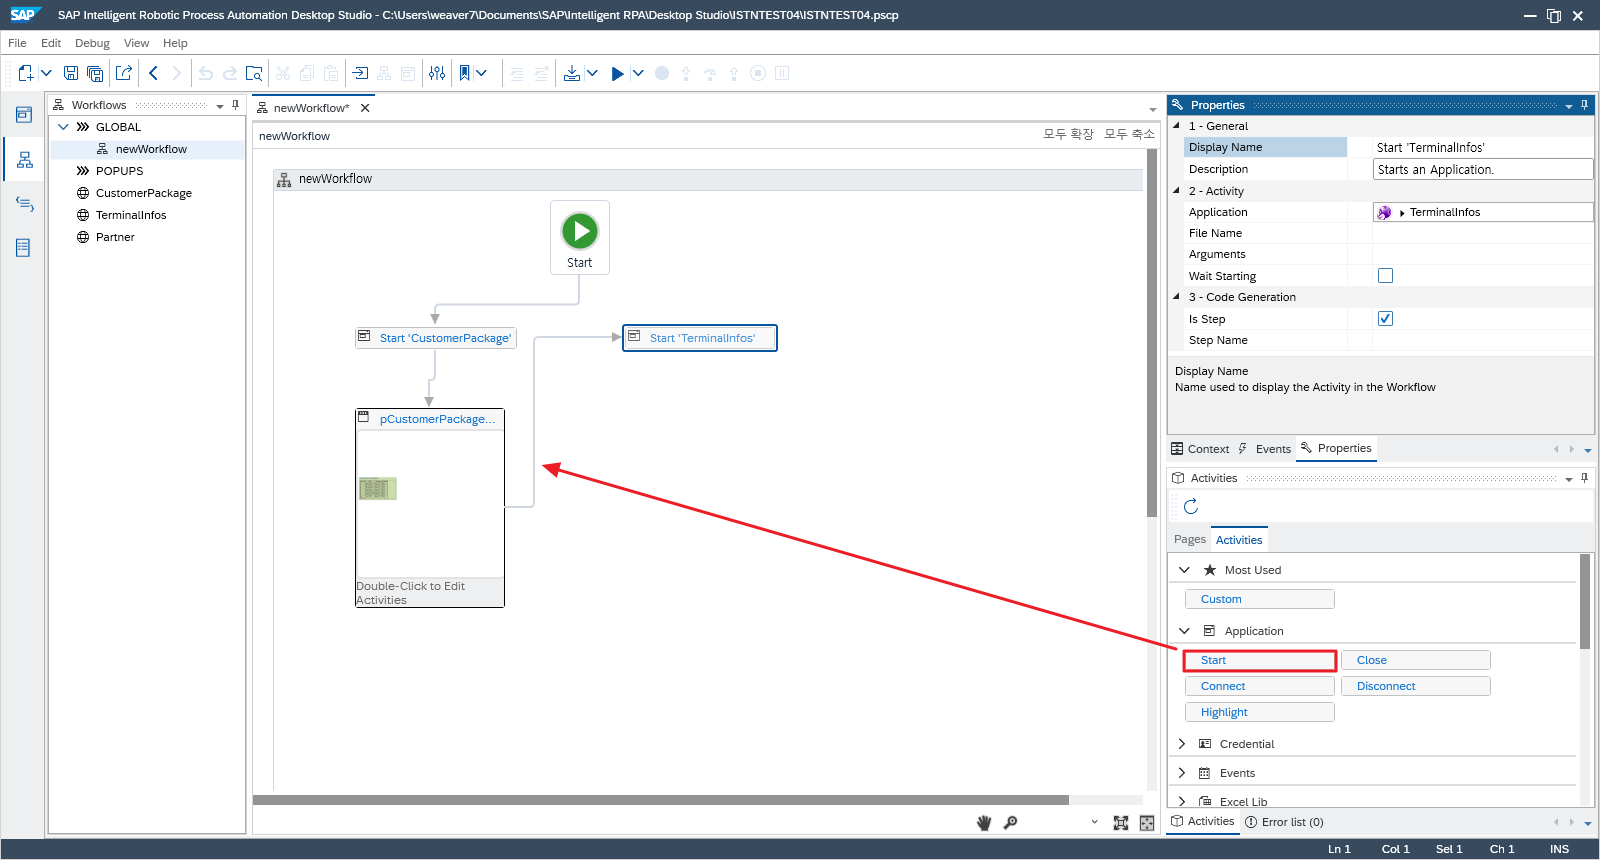 SAP SAP Intelligent Robotic Process Automation Desktop Studio - C:\Users\weaver7\Documents\SAP\Intelligent RPA\Desktop Studio\ISTNTEST04\ISTNTEST04.pscp
File Edit Debug View Help
Workflows
GLOBAL
newWorkflow
POPUPS
CustomerPackage
TerminalInfos
Partner
newWorkflow*
newWorkflow
모두 확장 모두 축소
newWorkflow
Start
Start 'CustomerPackage'
Start 'TerminalInfos'
pCustomerPackage...
Double-Click to Edit
Activities
Properties
1 - General
Display Name Start 'TerminalInfos'
Description Starts an Application.
2 - Activity
Application TerminalInfos
File Name
Arguments
Wait Starting
3 - Code Generation
Is Step
Step Name
Display Name
Name used to display the Activity in the Workflow
Context Events Properties
Activities
Pages Activities
Most Used
Custom
Application
Start Close
Connect Disconnect
Highlight
Credential
Events
Excel Lib
Activities Error list (0)
Ln 1 Col 1 Sel 1 Ch 1 INS